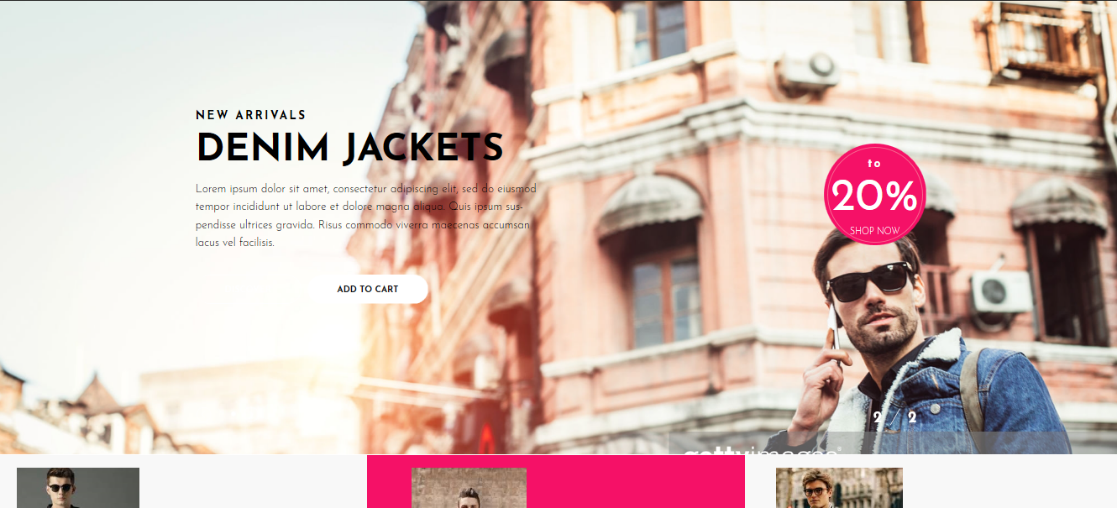 NEW ARRIVALS
DENIM JACKETS
Lorem ipsum dolor sit amet, consectetur adipiscing elit, sed do eiusmod
tempor incididunt ut labore et dolore magna aliqua. Quis ipsum sus-
pendisse ultrices gravida. Risus commodo viverra maecenas accumsan
lacus vel facilisis.
ADD TO CART
to
20%
SHOP NOW
2 2
gettyimages®